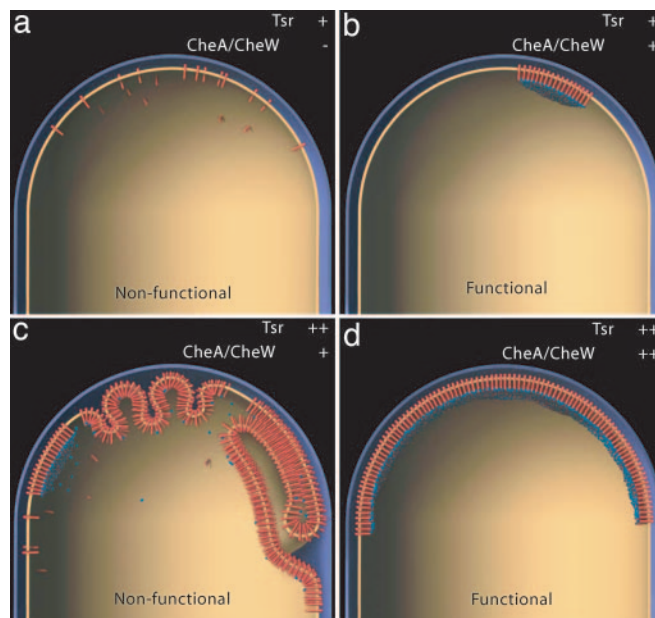 a
Tsr +
CheA/CheW -
Non-functional
b
Tsr +
CheA/CheW +
Functional
c
Tsr ++
CheA/CheW +
Non-functional
d
Tsr ++
CheA/CheW ++
Functional